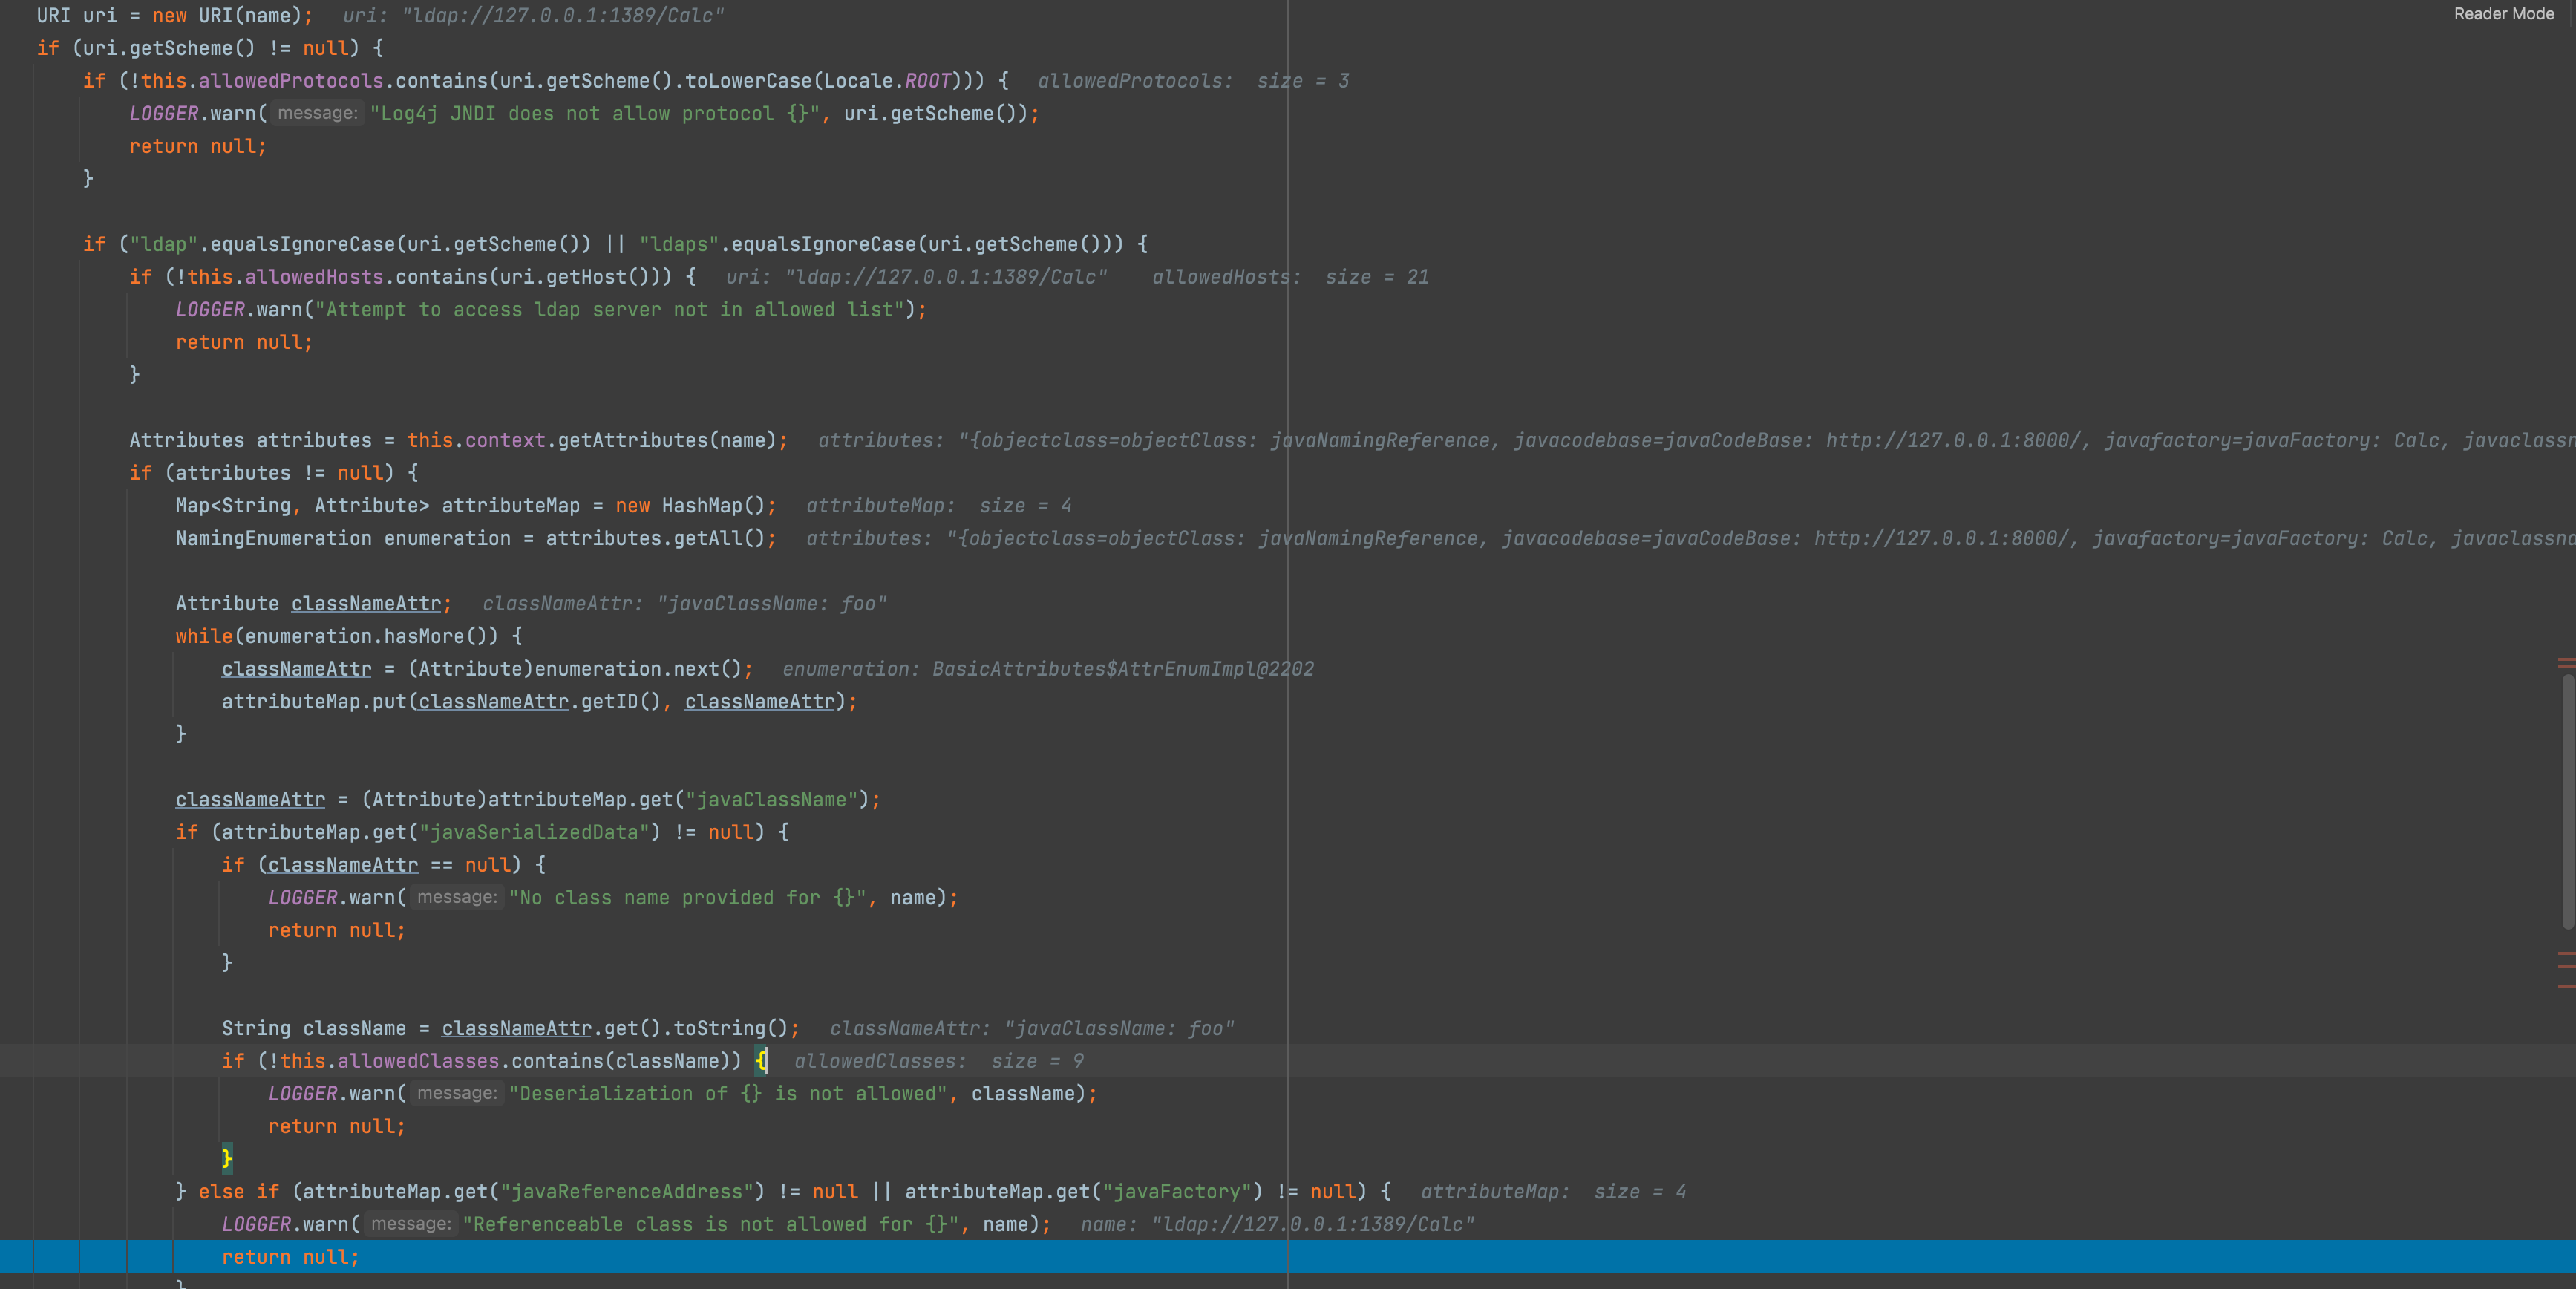 Reader Mode
URI uri = new URI(name); uri: "ldap://127.0.0.1:1389/Calc"
if (uri.getScheme() != null) {
if (!this.allowedProtocols.contains(uri.getScheme().toLowerCase(Locale.ROOT))) { allowedProtocols: size = 3
LOGGER.warn( message: "Log4j JNDI does not allow protocol {}", uri.getScheme());
return null;
}
if ("ldap".equalsIgnoreCase(uri.getScheme()) || "ldaps".equalsIgnoreCase(uri.getScheme())) {
if (!this.allowedHosts.contains(uri.getHost())) { uri: "ldap://127.0.0.1:1389/Calc" allowedHosts: size = 21
LOGGER.warn("Attempt to access ldap server not in allowed list");
return null;
}
Attributes attributes = this.context.getAttributes(name); attributes: "{objectclass=objectClass: javaNamingReference, javacodebase=javaCodeBase: http://127.0.0.1:8000/, javafactory=javaFactory: Calc, javaclassn
if (attributes != null) {
Map<String, Attribute> attributeMap = new HashMap(); attributeMap: size = 4
NamingEnumeration enumeration = attributes.getAll(); attributes: "{objectclass=objectClass: javaNamingReference, javacodebase=javaCodeBase: http://127.0.0.1:8000/, javafactory=javaFactory: Calc, javaclassna
Attribute classNameAttr; classNameAttr: "javaClassName: foo"
while(enumeration.hasMore()) {
classNameAttr = (Attribute)enumeration.next(); enumeration: BasicAttributes$AttrEnumImpl@2202
attributeMap.put(classNameAttr.getID(), classNameAttr);
}
classNameAttr = (Attribute)attributeMap.get("javaClassName");
if (attributeMap.get("javaSerializedData") != null) {
if (classNameAttr == null) {
LOGGER.warn( message: "No class name provided for {}", name);
return null;
}
String className = classNameAttr.get().toString(); classNameAttr: "javaClassName: foo"
if (!this.allowedClasses.contains(className)) { allowedClasses: size = 9
LOGGER.warn( message: "Deserialization of {} is not allowed", className);
return null;
}
} else if (attributeMap.get("javaReferenceAddress") != null || attributeMap.get("javaFactory") != null) { attributeMap: size = 4
LOGGER.warn( message: "Referenceable class is not allowed for {}", name); name: "ldap://127.0.0.1:1389/Calc"
return null;
}